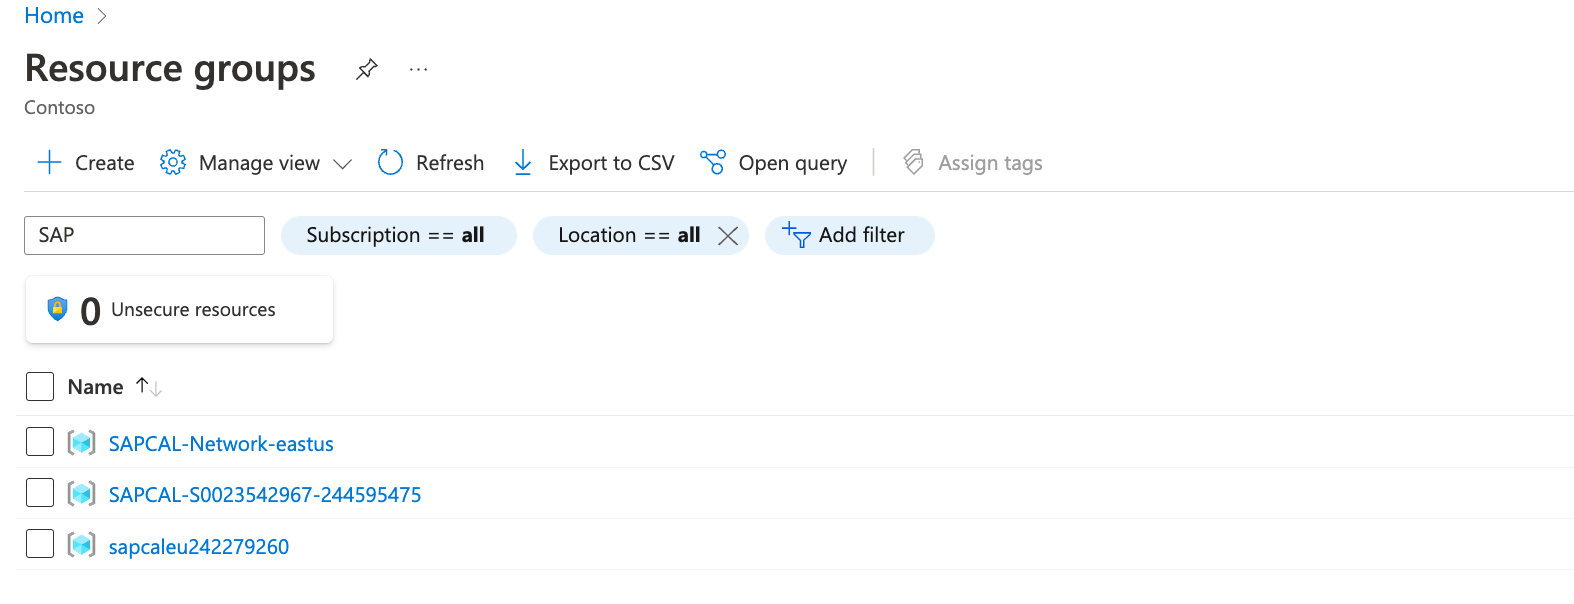 Home
Resource groups
Contoso
Create Manage view Refresh Export to CSV Open query Assign tags
SAP Subscription == all Location == all Add filter
0 Unsecure resources
Name
SAPCAL-Network-eastus
SAPCAL-S0023542967-244595475
sapcaleu242279260